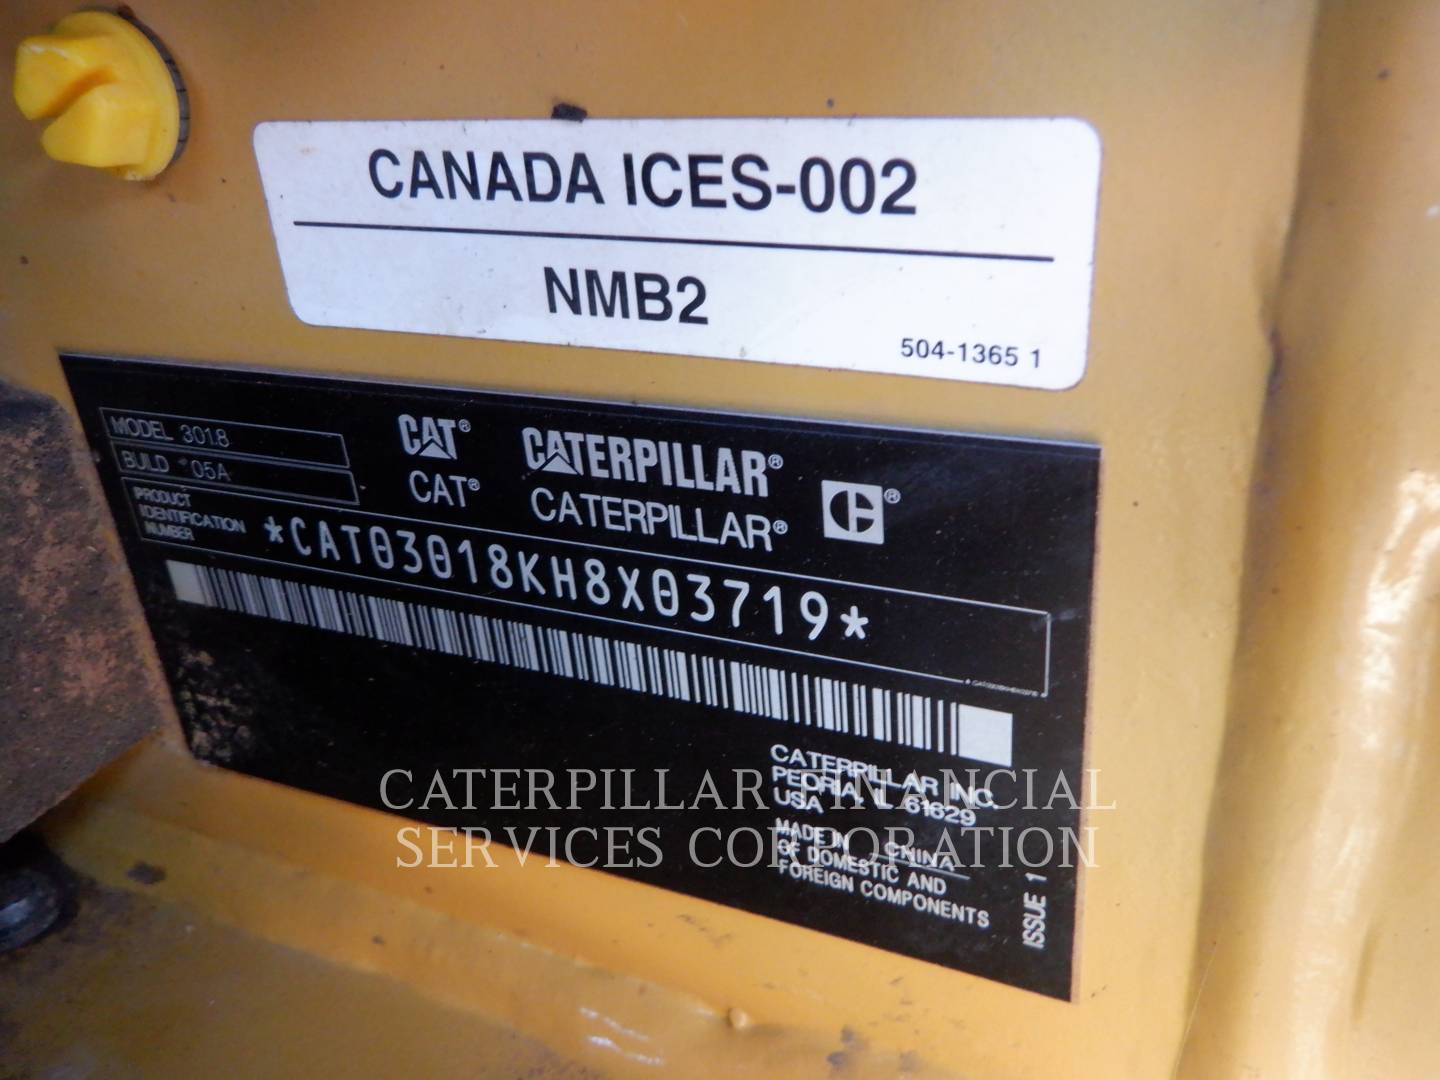 CANADA ICES-002
NMB2
504-1365 1
MODEL 3018
BUILD 05A
PRODUCT
IDENTIFICATION
NUMBER
CAT®
CAT®
CATERPILLAR®
CATERPILLAR®
C®
*CAT03018KH8X03719*
CATERPILLAR INC.
PEORIA, IL 61629
USA
MADE IN CHINA
OF DOMESTIC AND
FOREIGN COMPONENTS
ISSUE 1
CATERPILLAR FINANCIAL
SERVICES CORPORATION